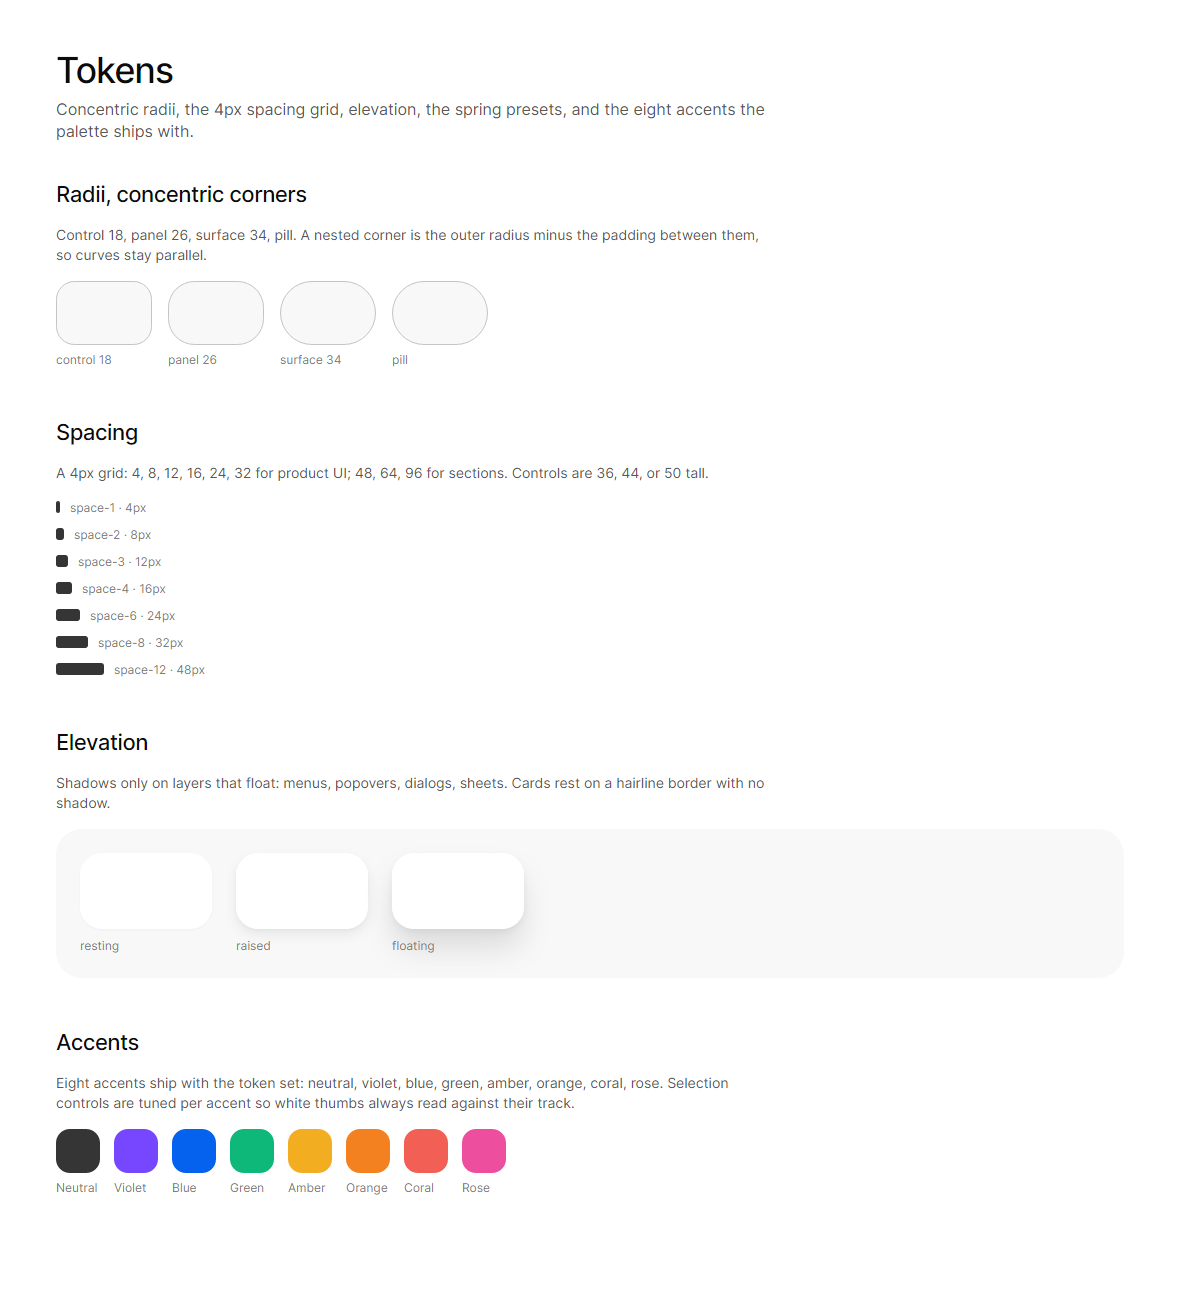 Tokens
Concentric radii, the 4px spacing grid, elevation, the spring presets, and the eight accents the
palette ships with.
Radii, concentric corners
Control 18, panel 26, surface 34, pill. A nested corner is the outer radius minus the padding between them,
so curves stay parallel.
control 18
panel 26
surface 34
pill
Spacing
A 4px grid: 4, 8, 12, 16, 24, 32 for product UI; 48, 64, 96 for sections. Controls are 36, 44, or 50 tall.
space-1 · 4px
space-2 · 8px
space-3 · 12px
space-4 · 16px
space-6 · 24px
space-8 · 32px
space-12 · 48px
Elevation
Shadows only on layers that float: menus, popovers, dialogs, sheets. Cards rest on a hairline border with no
shadow.
resting
raised
floating
Accents
Eight accents ship with the token set: neutral, violet, blue, green, amber, orange, coral, rose. Selection
controls are tuned per accent so white thumbs always read against their track.
Neutral
Violet
Blue
Green
Amber
Orange
Coral
Rose